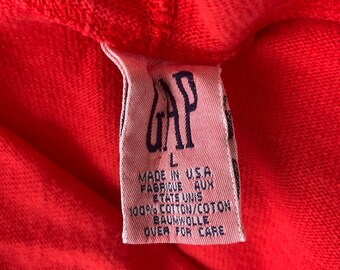 GAP
L
MADE IN U.S.A.
FABRIQUE AUX
ETATS UNIS
100% COTTON/COTON
BAUMWOLLE
OVER FOR CARE